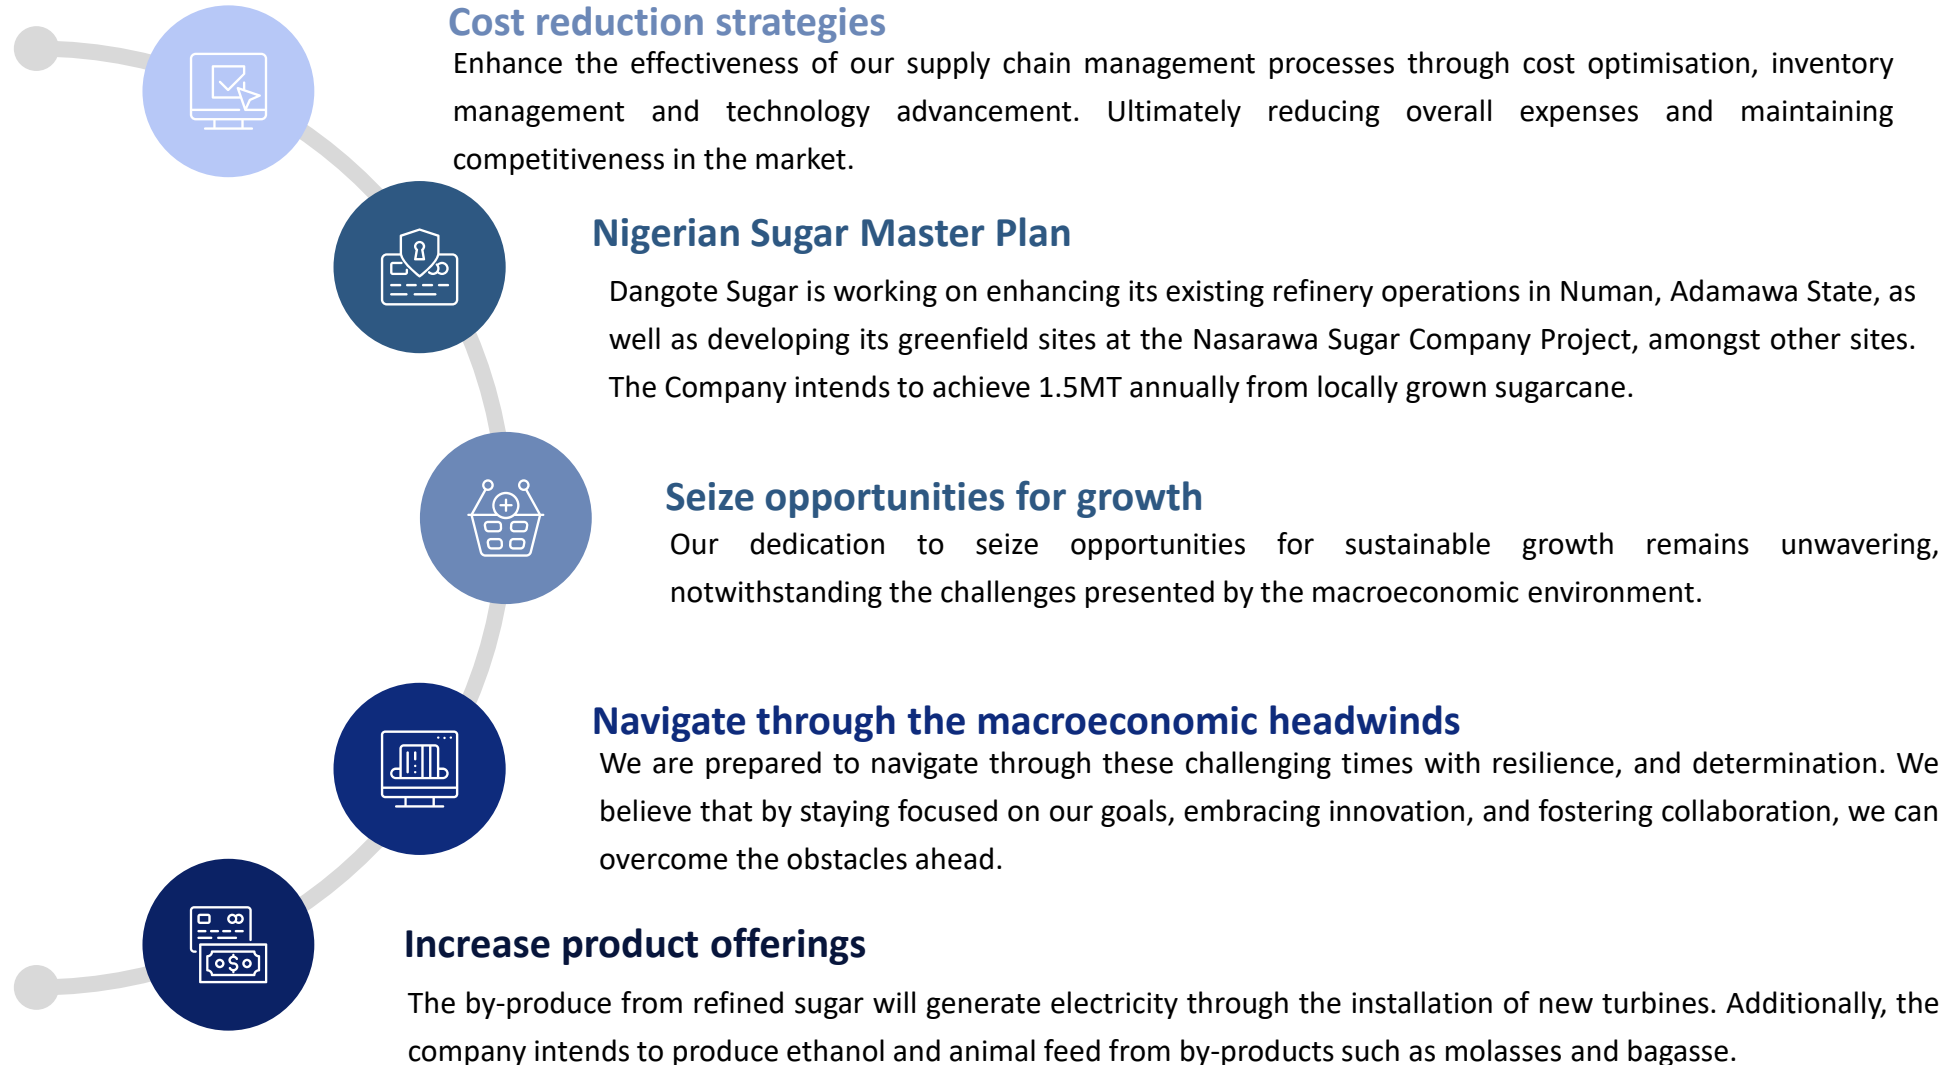 Cost reduction strategies
Enhance the effectiveness of our supply chain management processes through cost optimisation, inventory
management and technology advancement. Ultimately reducing overall expenses and maintaining
competitiveness in the market.
Nigerian Sugar Master Plan
Dangote Sugar is working on enhancing its existing refinery operations in Numan, Adamawa State, as
well as developing its greenfield sites at the Nasarawa Sugar Company Project, amongst other sites.
The Company intends to achieve 1.5MT annually from locally grown sugarcane.
Seize opportunities for growth
Our dedication to seize opportunities for sustainable growth remains unwavering,
notwithstanding the challenges presented by the macroeconomic environment.
Navigate through the macroeconomic headwinds
We are prepared to navigate through these challenging times with resilience, and determination. We
believe that by staying focused on our goals, embracing innovation, and fostering collaboration, we can
overcome the obstacles ahead.
Increase product offerings
The by-produce from refined sugar will generate electricity through the installation of new turbines. Additionally, the
company intends to produce ethanol and animal feed from by-products such as molasses and bagasse.